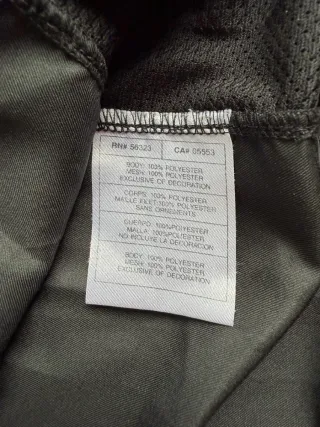 RN# 56323 CA# 05553
BODY: 100% POLYESTER
MESH: 100% POLYESTER
EXCLUSIVE OF DECORATION
CORPS: 100% POLYESTER
MAILLE FILET: 100% POLYESTER
SANS ORNEMENTS
CUERPO: 100%POLYESTER
MALLA: 100% POLYESTER
NO INCLUYE LA DECORACION
BODY: 100% POLYESTER
MESH: 100% POLYESTER
EXCLUSIVE OF DECORATION